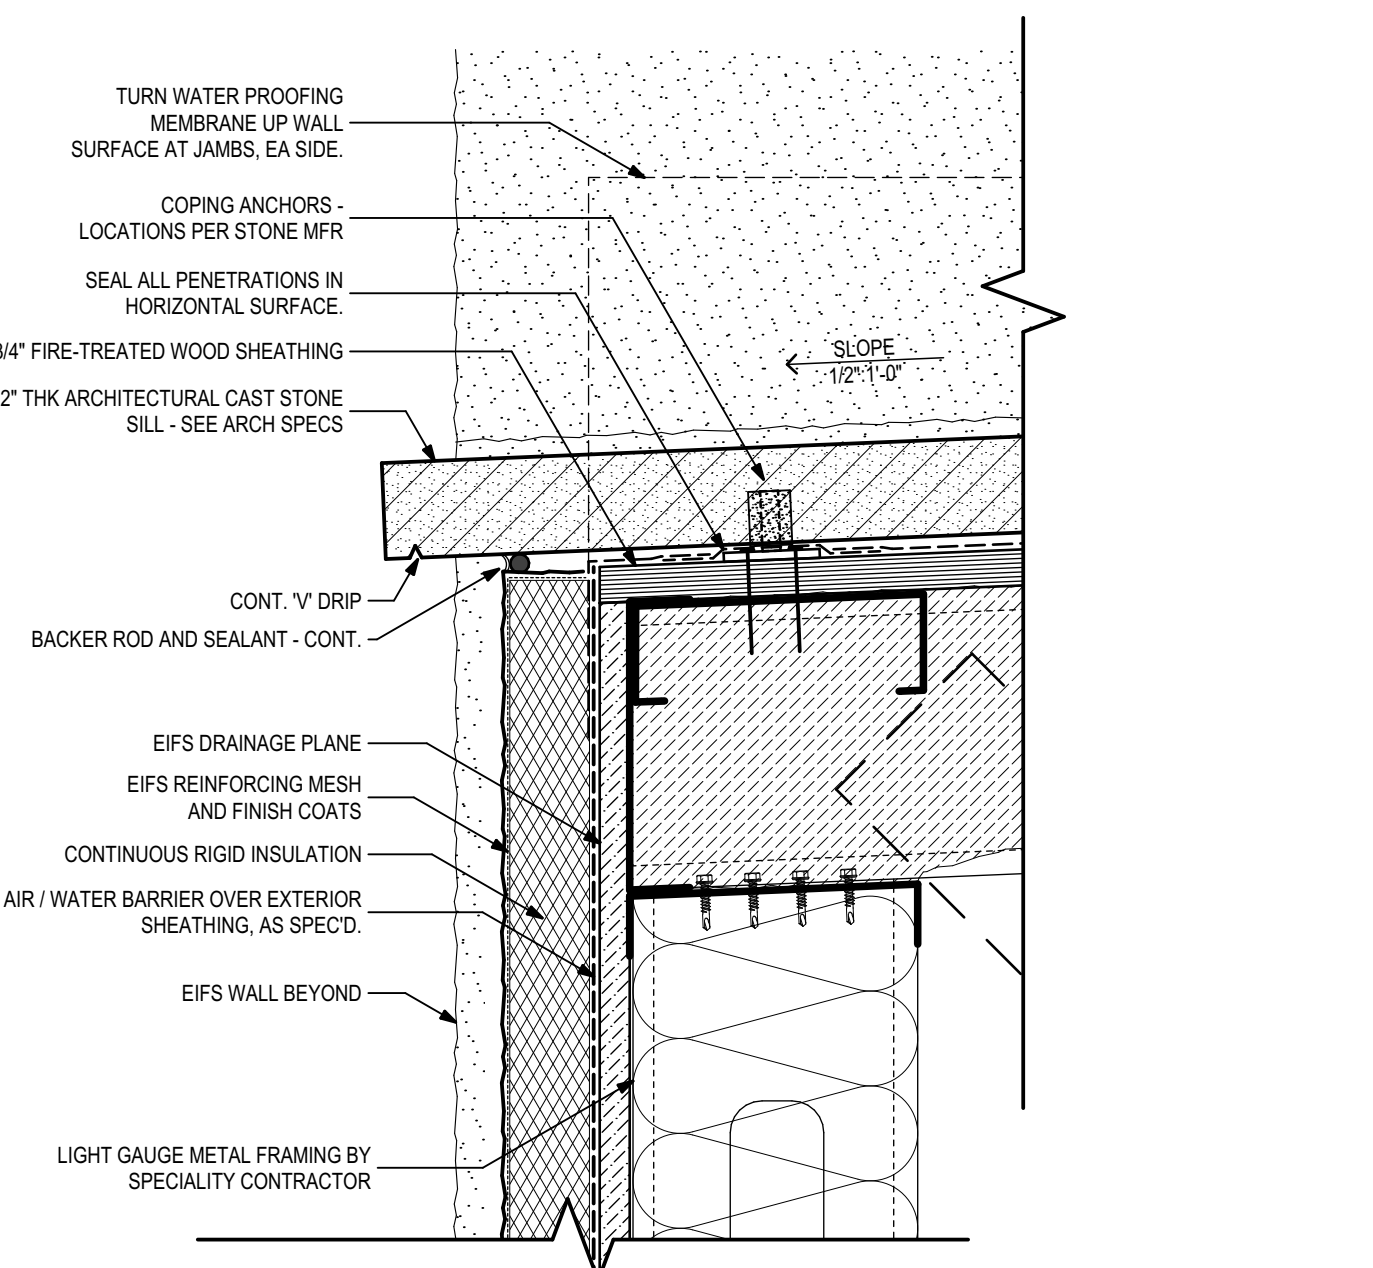 TURN WATER PROOFING
MEMBRANE UP WALL
SURFACE AT JAMBS, EA SIDE.
COPING ANCHORS -
LOCATIONS PER STONE MFR
SEAL ALL PENETRATIONS IN
HORIZONTAL SURFACE.
3/4" FIRE-TREATED WOOD SHEATHING
2" THK ARCHITECTURAL CAST STONE
SILL - SEE ARCH SPECS
SLOPE
1/2":1'-0"
CONT. 'V' DRIP
BACKER ROD AND SEALANT - CONT.
EIFS DRAINAGE PLANE
EIFS REINFORCING MESH
AND FINISH COATS
CONTINUOUS RIGID INSULATION
AIR / WATER BARRIER OVER EXTERIOR
SHEATHING, AS SPEC'D.
EIFS WALL BEYOND
LIGHT GAUGE METAL FRAMING BY
SPECIALITY CONTRACTOR